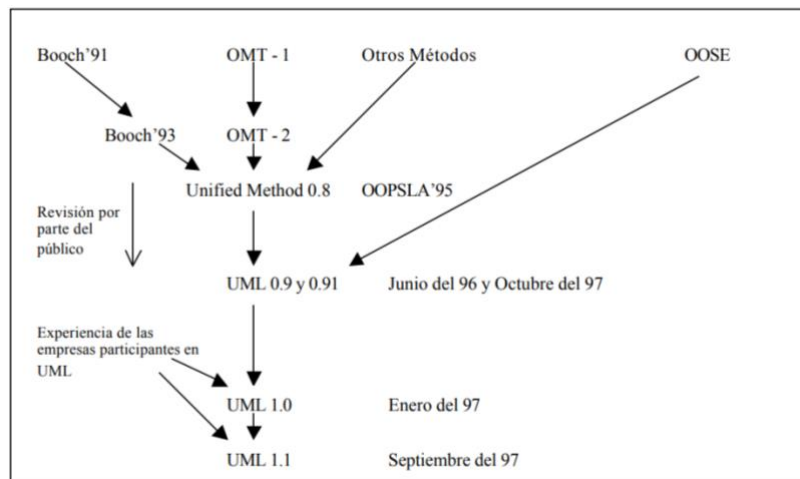 Booch'91
OMT - 1
Otros Métodos
OOSE
Booch'93
OMT - 2
Unified Method 0.8
OOPSLA'95
Revisión por
parte del
público
UML 0.9 y 0.91
Junio del 96 y Octubre del 97
Experiencia de las
empresas participantes en
UML
UML 1.0
Enero del 97
UML 1.1
Septiembre del 97